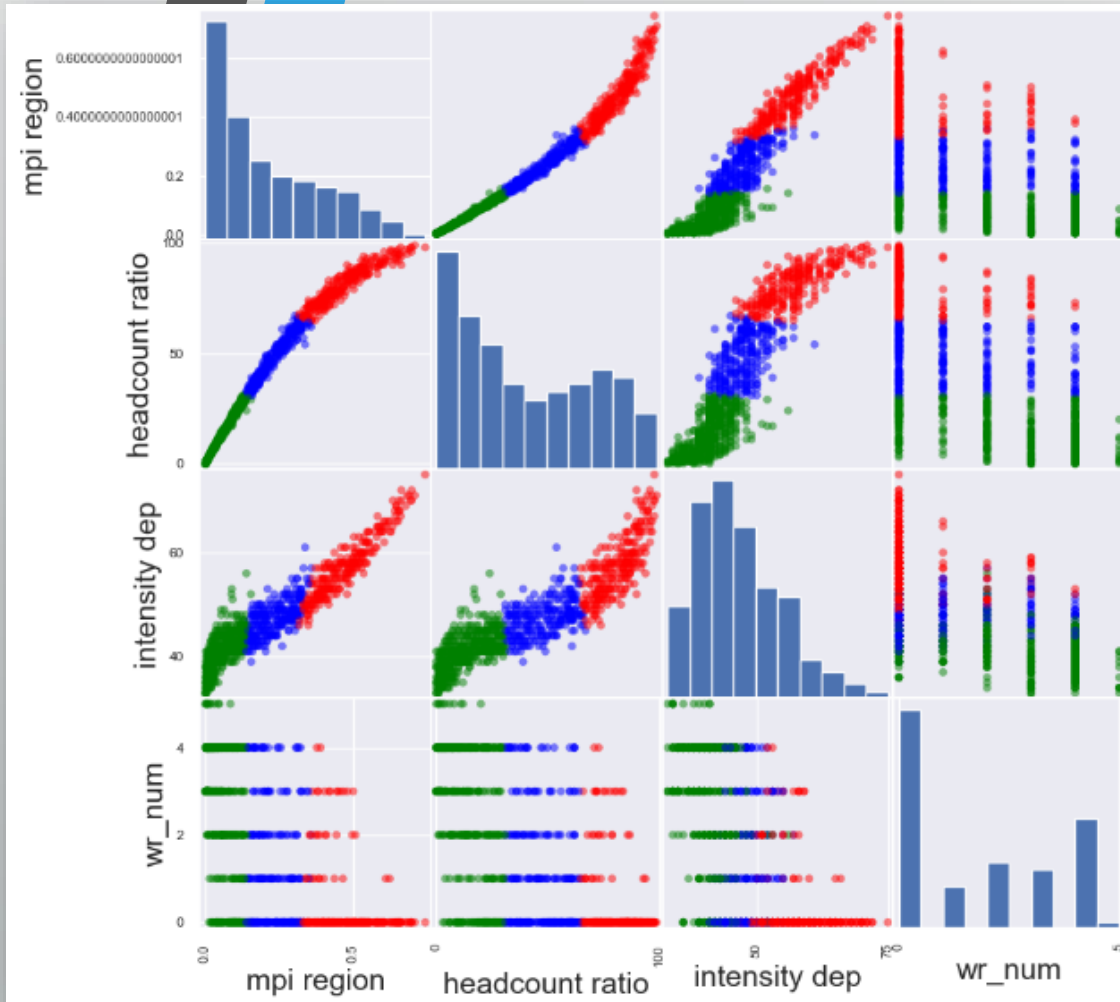 mpi region
0.6000000000000001
0.4000000000000001
0.2
0.0
headcount ratio
100
50
0
intensity dep
60
40
wr_num
4
2
0
0.0 0.5 0 100 50 75 0 5
mpi region headcount ratio intensity dep wr_num